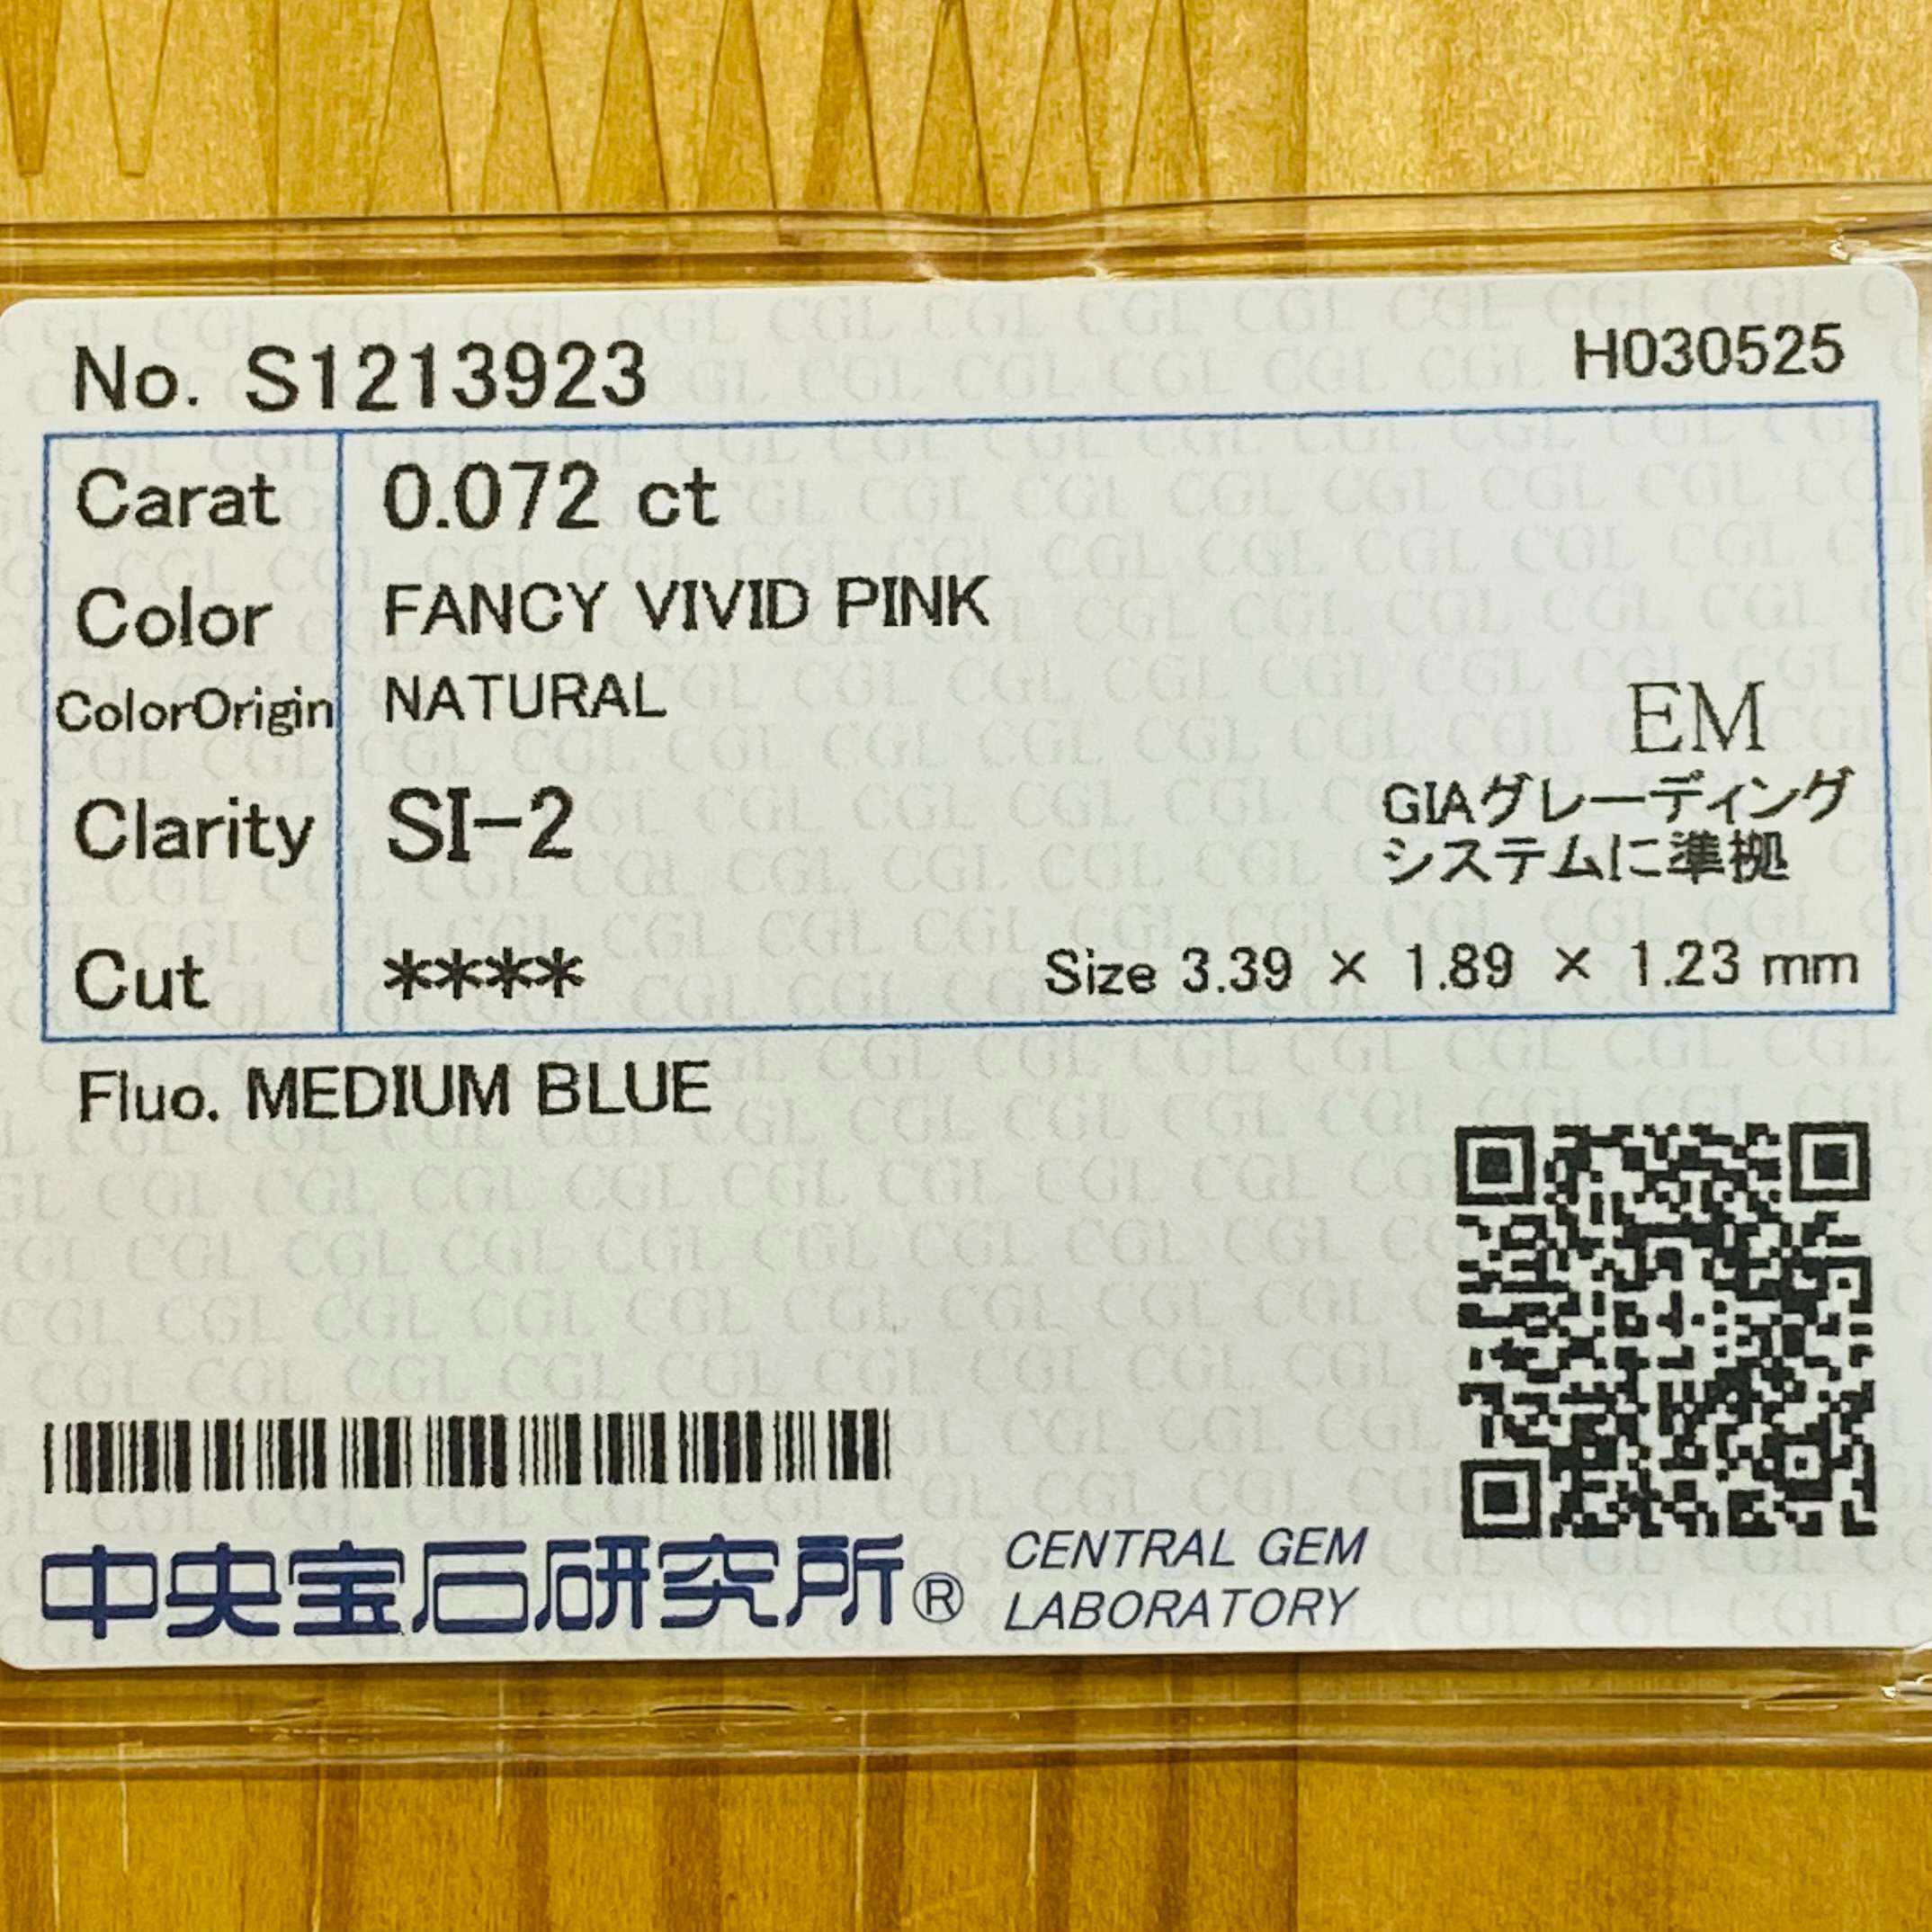 No. S1213923
H030525
Carat 0.072 ct
Color FANCY VIVID PINK
ColorOrigin NATURAL
EM
Clarity SI-2
GIAグレーディング
システムに準拠
Cut ****
Size 3.39 × 1.89 × 1.23 mm
Fluo. MEDIUM BLUE
中央宝石研究所®
CENTRAL GEM
LABORATORY